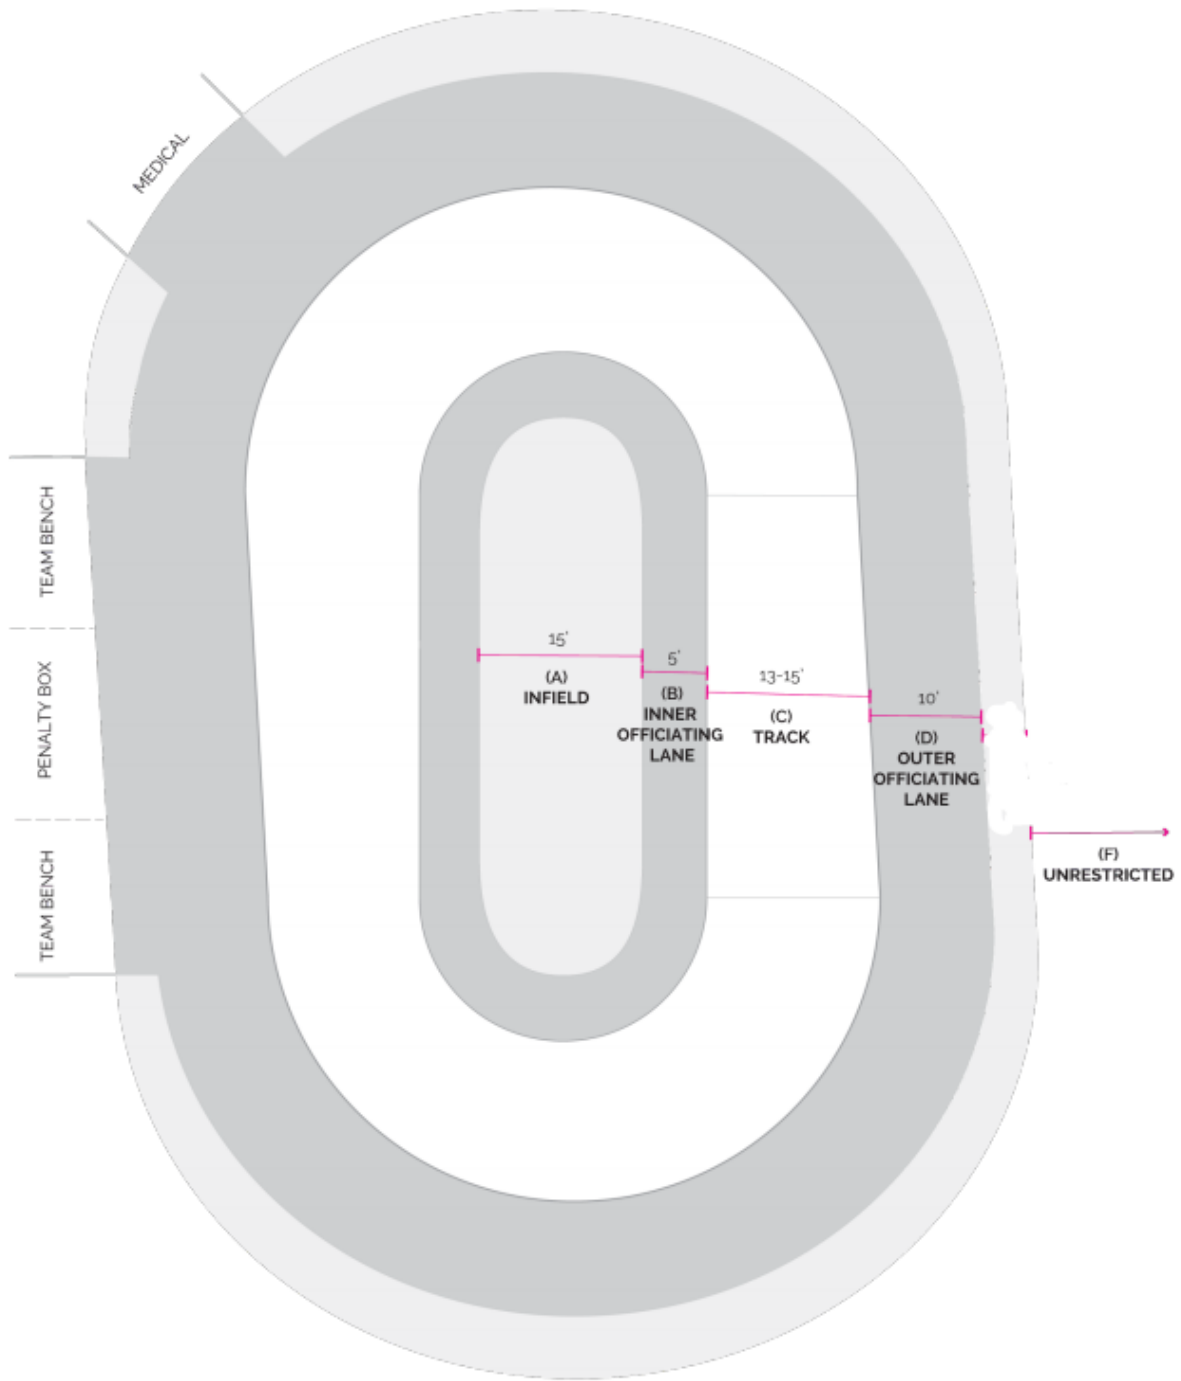 MEDICAL
TEAM BENCH
PENALTY BOX
TEAM BENCH
15'
(A)
INFIELD
5'
(B)
INNER
OFFICIATING
LANE
13-15'
(C)
TRACK
10'
(D)
OUTER
OFFICIATING
LANE
(F)
UNRESTRICTED